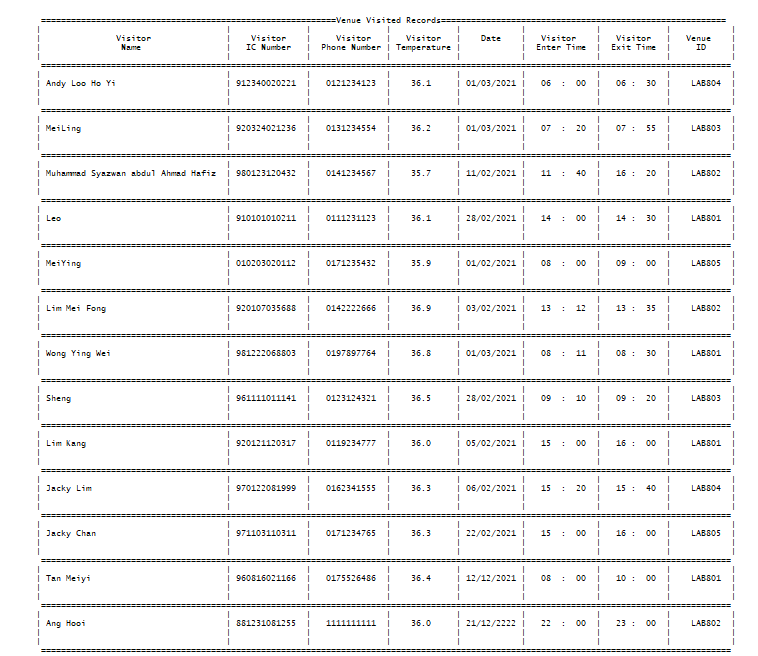 Venue Visited Records
Visitor Name | Visitor IC Number | Visitor Phone Number | Visitor Temperature | Date | Visitor Enter Time | Visitor Exit Time | Venue ID
Andy Loo Ho Yi | 912340020221 | 0121234123 | 36.1 | 01/03/2021 | 06 : 00 | 06 : 30 | LAB804
MeiLing | 920324021236 | 0131234554 | 36.2 | 01/03/2021 | 07 : 20 | 07 : 55 | LAB803
Muhammad Syazwan abdul Ahmad Hafiz | 980123120432 | 0141234567 | 35.7 | 11/02/2021 | 11 : 40 | 16 : 20 | LAB802
Leo | 910101010211 | 0111231123 | 36.1 | 28/02/2021 | 14 : 00 | 14 : 30 | LAB801
MeiYing | 010203020112 | 0171235432 | 35.9 | 01/02/2021 | 08 : 00 | 09 : 00 | LAB805
Lim Mei Fong | 920107035688 | 0142222666 | 36.9 | 03/02/2021 | 13 : 12 | 13 : 35 | LAB802
Wong Ying Wei | 981222068803 | 0197897764 | 36.8 | 01/03/2021 | 08 : 11 | 08 : 30 | LAB801
Sheng | 961111011141 | 0123124321 | 36.5 | 28/02/2021 | 09 : 10 | 09 : 20 | LAB803
Lim Kang | 920121120317 | 0119234777 | 36.0 | 05/02/2021 | 15 : 00 | 16 : 00 | LAB801
Jacky Lim | 970122081999 | 0162341555 | 36.3 | 06/02/2021 | 15 : 20 | 15 : 40 | LAB804
Jacky Chan | 971103110311 | 0171234765 | 36.3 | 22/02/2021 | 15 : 00 | 16 : 00 | LAB805
Tan Meiyi | 960816021166 | 0175526486 | 36.4 | 12/12/2021 | 08 : 00 | 10 : 00 | LAB801
Ang Hooi | 881231081255 | 1111111111 | 36.0 | 21/12/2222 | 22 : 00 | 23 : 00 | LAB802